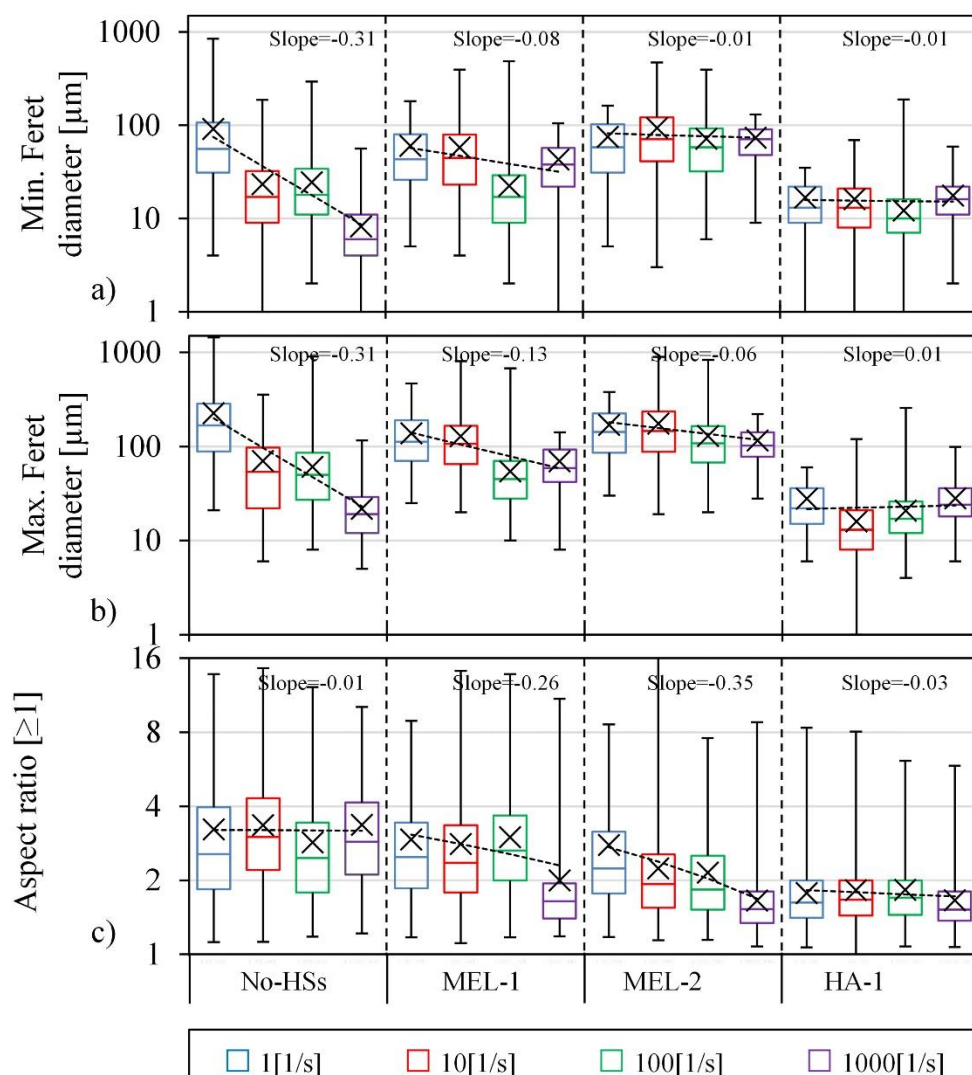 1000
100
10
1
Min. Feret
diameter [µm]
a)
Slope=-0.31
Slope=-0.08
Slope=-0.01
Slope=-0.01
1000
100
10
1
Max. Feret
diameter [µm]
b)
Slope=-0.31
Slope=-0.13
Slope=-0.06
Slope=0.01
16
8
4
2
1
Aspect ratio [≥1]
c)
Slope=-0.01
Slope=-0.26
Slope=-0.35
Slope=-0.03
No-HSs
MEL-1
MEL-2
HA-1
1[1/s]
10[1/s]
100[1/s]
1000[1/s]